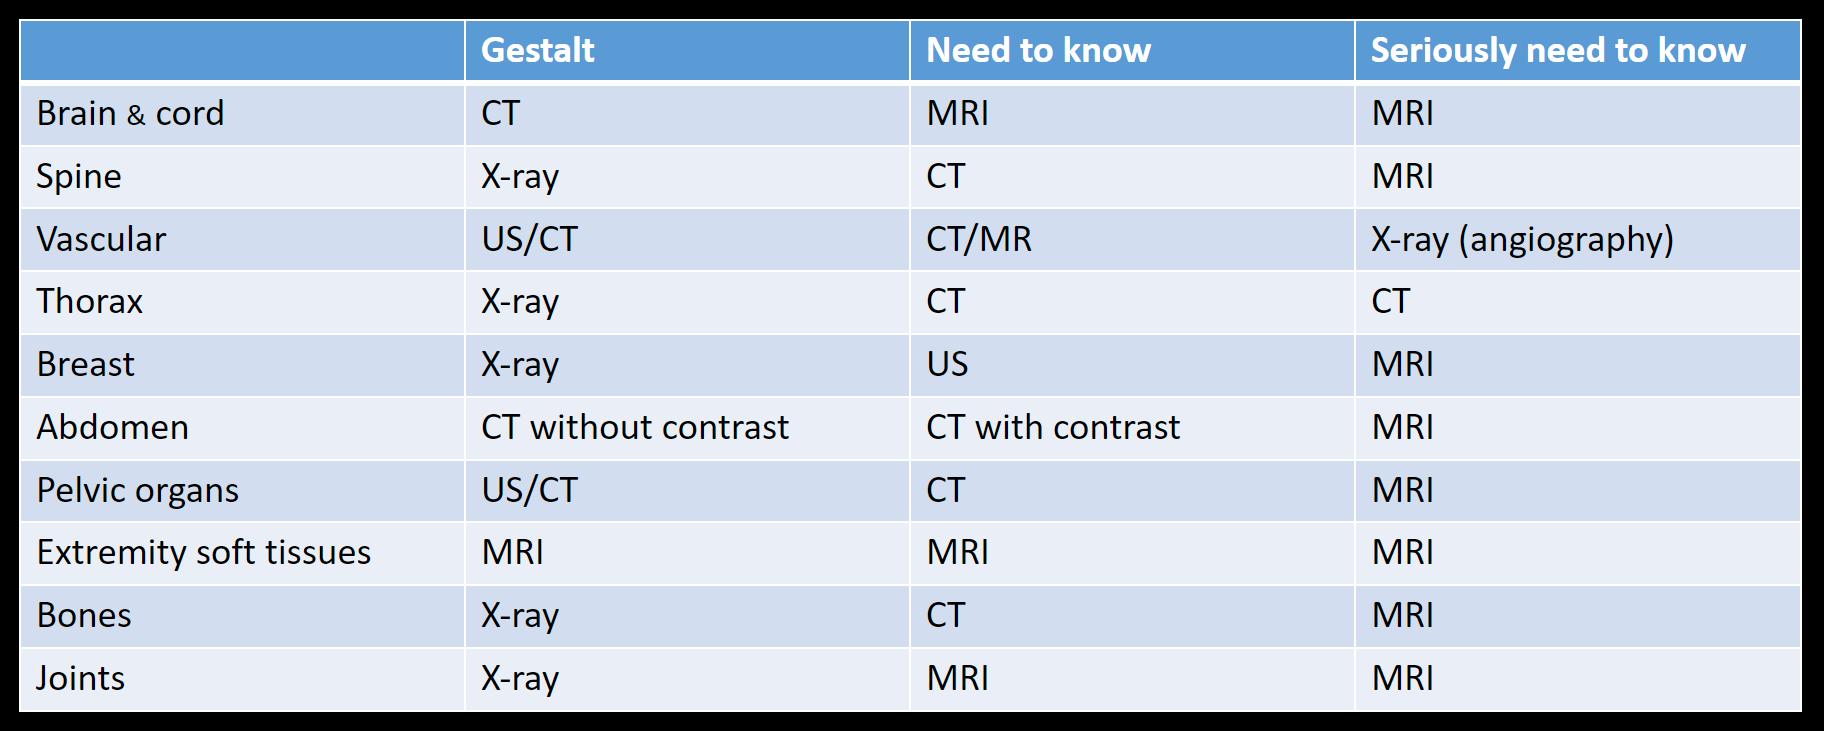 Gestalt Need to know Seriously need to know
Brain & cord CT MRI MRI
Spine X-ray CT MRI
Vascular US/CT CT/MR X-ray (angiography)
Thorax X-ray CT CT
Breast X-ray US MRI
Abdomen CT without contrast CT with contrast MRI
Pelvic organs US/CT CT MRI
Extremity soft tissues MRI MRI MRI
Bones X-ray CT MRI
Joints X-ray MRI MRI